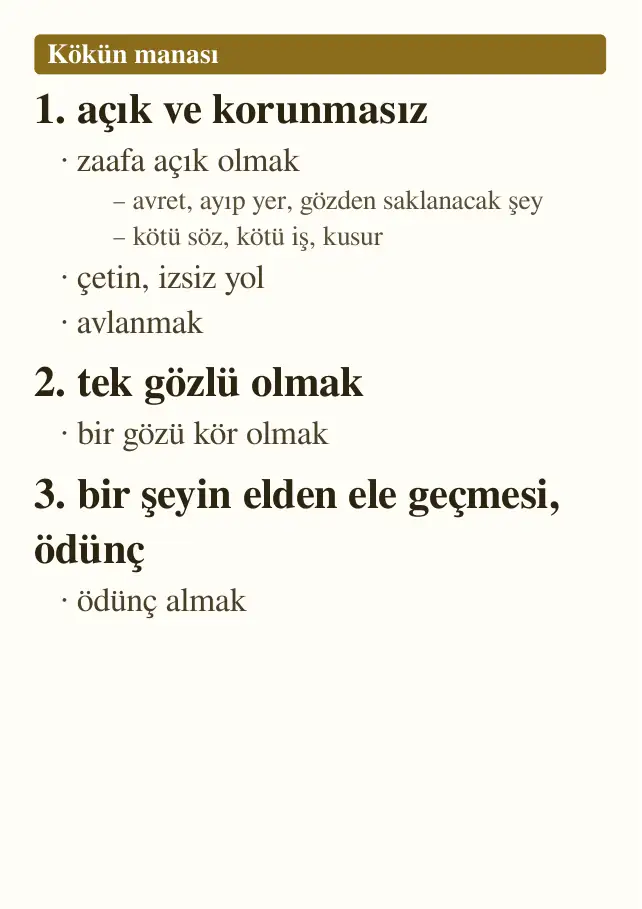 Kökün manası
1. açık ve korunmasız
· zaafa açık olmak
– avret, ayıp yer, gözden saklanacak şey
– kötü söz, kötü iş, kusur
· çetin, izsiz yol
· avlanmak
2. tek gözlü olmak
· bir gözü kör olmak
3. bir şeyin elden ele geçmesi,
ödünç
· ödünç almak